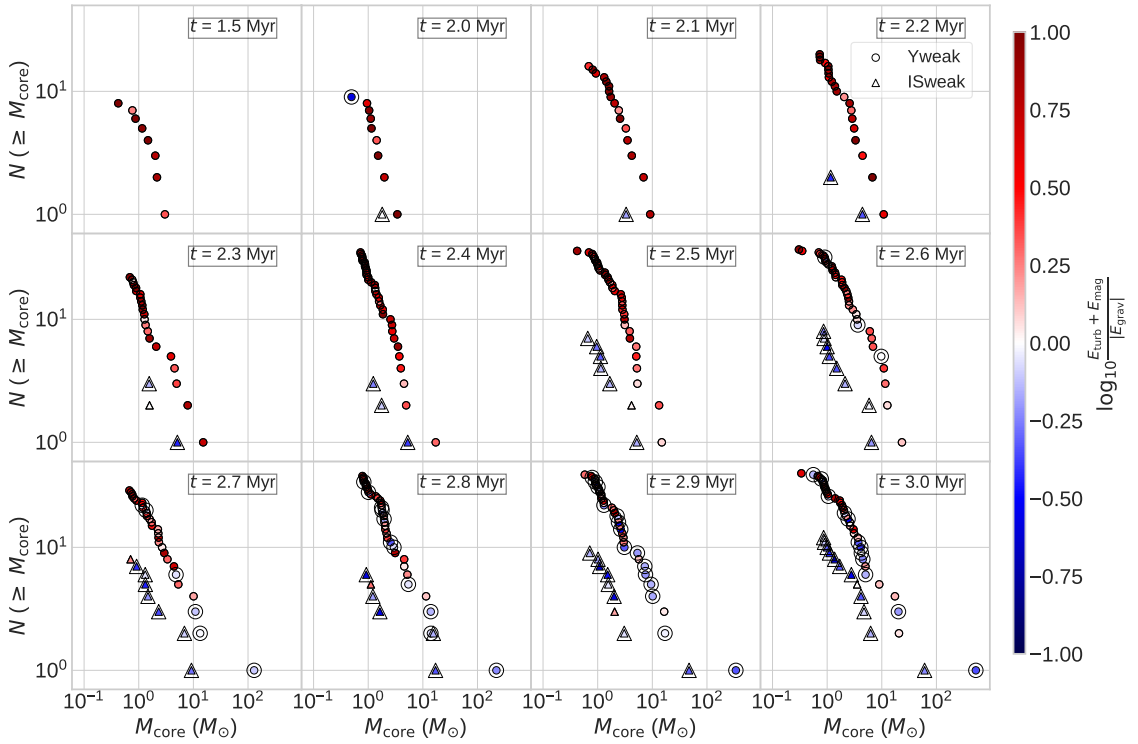 t = 1.5 Myr
t = 2.0 Myr
t = 2.1 Myr
t = 2.2 Myr
Yweak
ISweak
N (≥ M_core)
10^1
10^0
t = 2.3 Myr
t = 2.4 Myr
t = 2.5 Myr
t = 2.6 Myr
N (≥ M_core)
10^1
10^0
t = 2.7 Myr
t = 2.8 Myr
t = 2.9 Myr
t = 3.0 Myr
N (≥ M_core)
10^1
10^0
10^−1 10^0 10^1 10^2
10^−1 10^0 10^1 10^2
10^−1 10^0 10^1 10^2
10^−1 10^0 10^1 10^2
M_core (M_⊙)
M_core (M_⊙)
M_core (M_⊙)
M_core (M_⊙)
1.00
0.75
0.50
0.25
0.00
−0.25
−0.50
−0.75
−1.00
log_10 (E_turb + E_mag) / |E_grav|